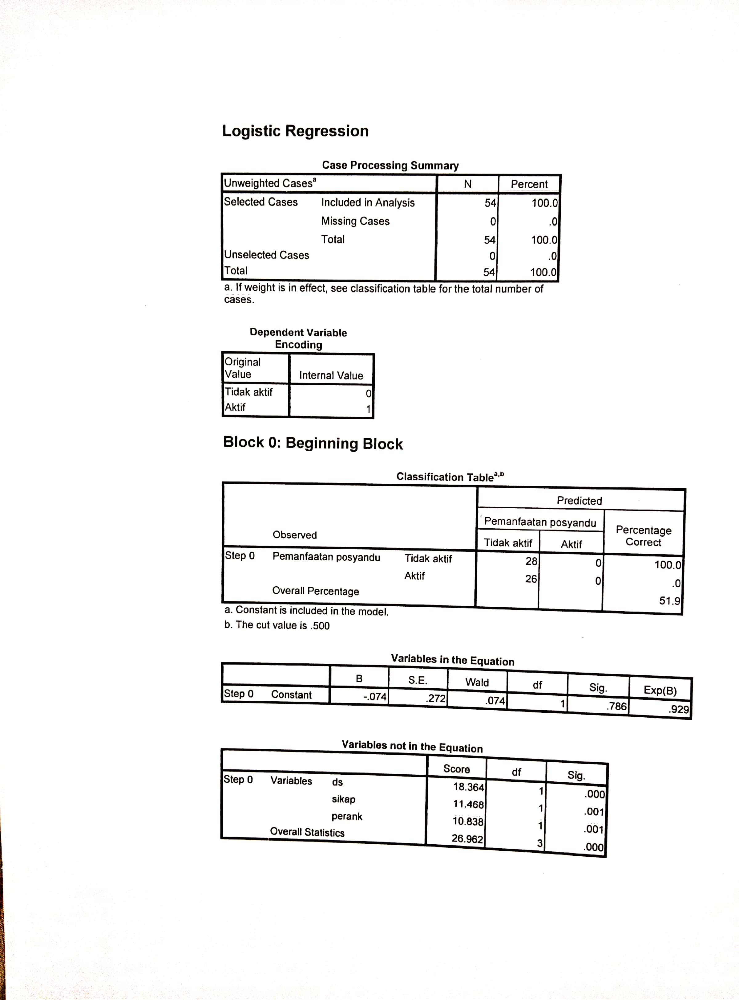 Logistic Regression
Case Processing Summary
Unweighted Casesa N Percent
Selected Cases Included in Analysis 54 100.0
Missing Cases 0 .0
Total 54 100.0
Unselected Cases 0 .0
Total 54 100.0
a. If weight is in effect, see classification table for the total number of
cases.
Dependent Variable
Encoding
Original
Value Internal Value
Tidak aktif 0
Aktif 1
Block 0: Beginning Block
Classification Tablea,b
Predicted
Pemanfaatan posyandu Percentage
Correct
Observed Tidak aktif Aktif
Step 0 Pemanfaatan posyandu Tidak aktif 28 0 100.0
Aktif 26 0 .0
Overall Percentage 51.9
a. Constant is included in the model.
b. The cut value is .500
Variables in the Equation
B S.E. Wald df Sig. Exp(B)
Step 0 Constant -.074 .272 .074 1 .786 .929
Variables not in the Equation
Score df Sig.
Step 0 Variables ds 18.364 1 .000
sikap 11.468 1 .001
perank 10.838 1 .001
Overall Statistics 26.962 3 .000